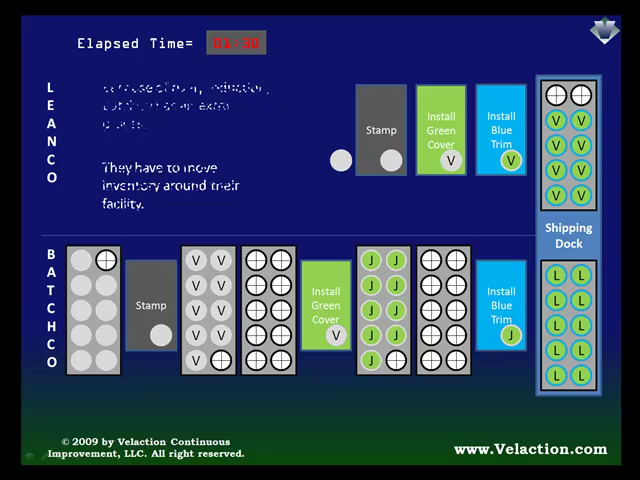 Elapsed Time= 01:30
LEANCO
They have to move
inventory around their
facility.
Stamp
Install
Green
Cover
V
Install
Blue
Trim
V
V V
V V
V V
V V
Shipping
Dock
BATCHCO
Stamp
V V
V V
V V
V V
V
Install
Green
Cover
V
J J
J J
J J
J J
J
Install
Blue
Trim
J
L L
L L
L L
L L
L L
© 2009 by Velaction Continuous
Improvement, LLC. All right reserved.
www.Velaction.com